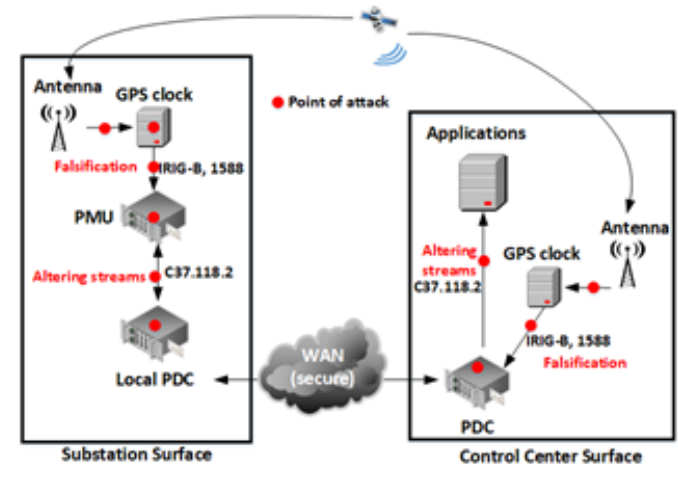 Antenna
GPS clock
Point of attack
Falsification
IRIG-B, 1588
PMU
Altering streams
C37.118.2
Local PDC
Substation Surface
WAN
(secure)
Applications
Antenna
Altering
streams
C37.118.2
GPS clock
IRIG-B, 1588
Falsification
PDC
Control Center Surface